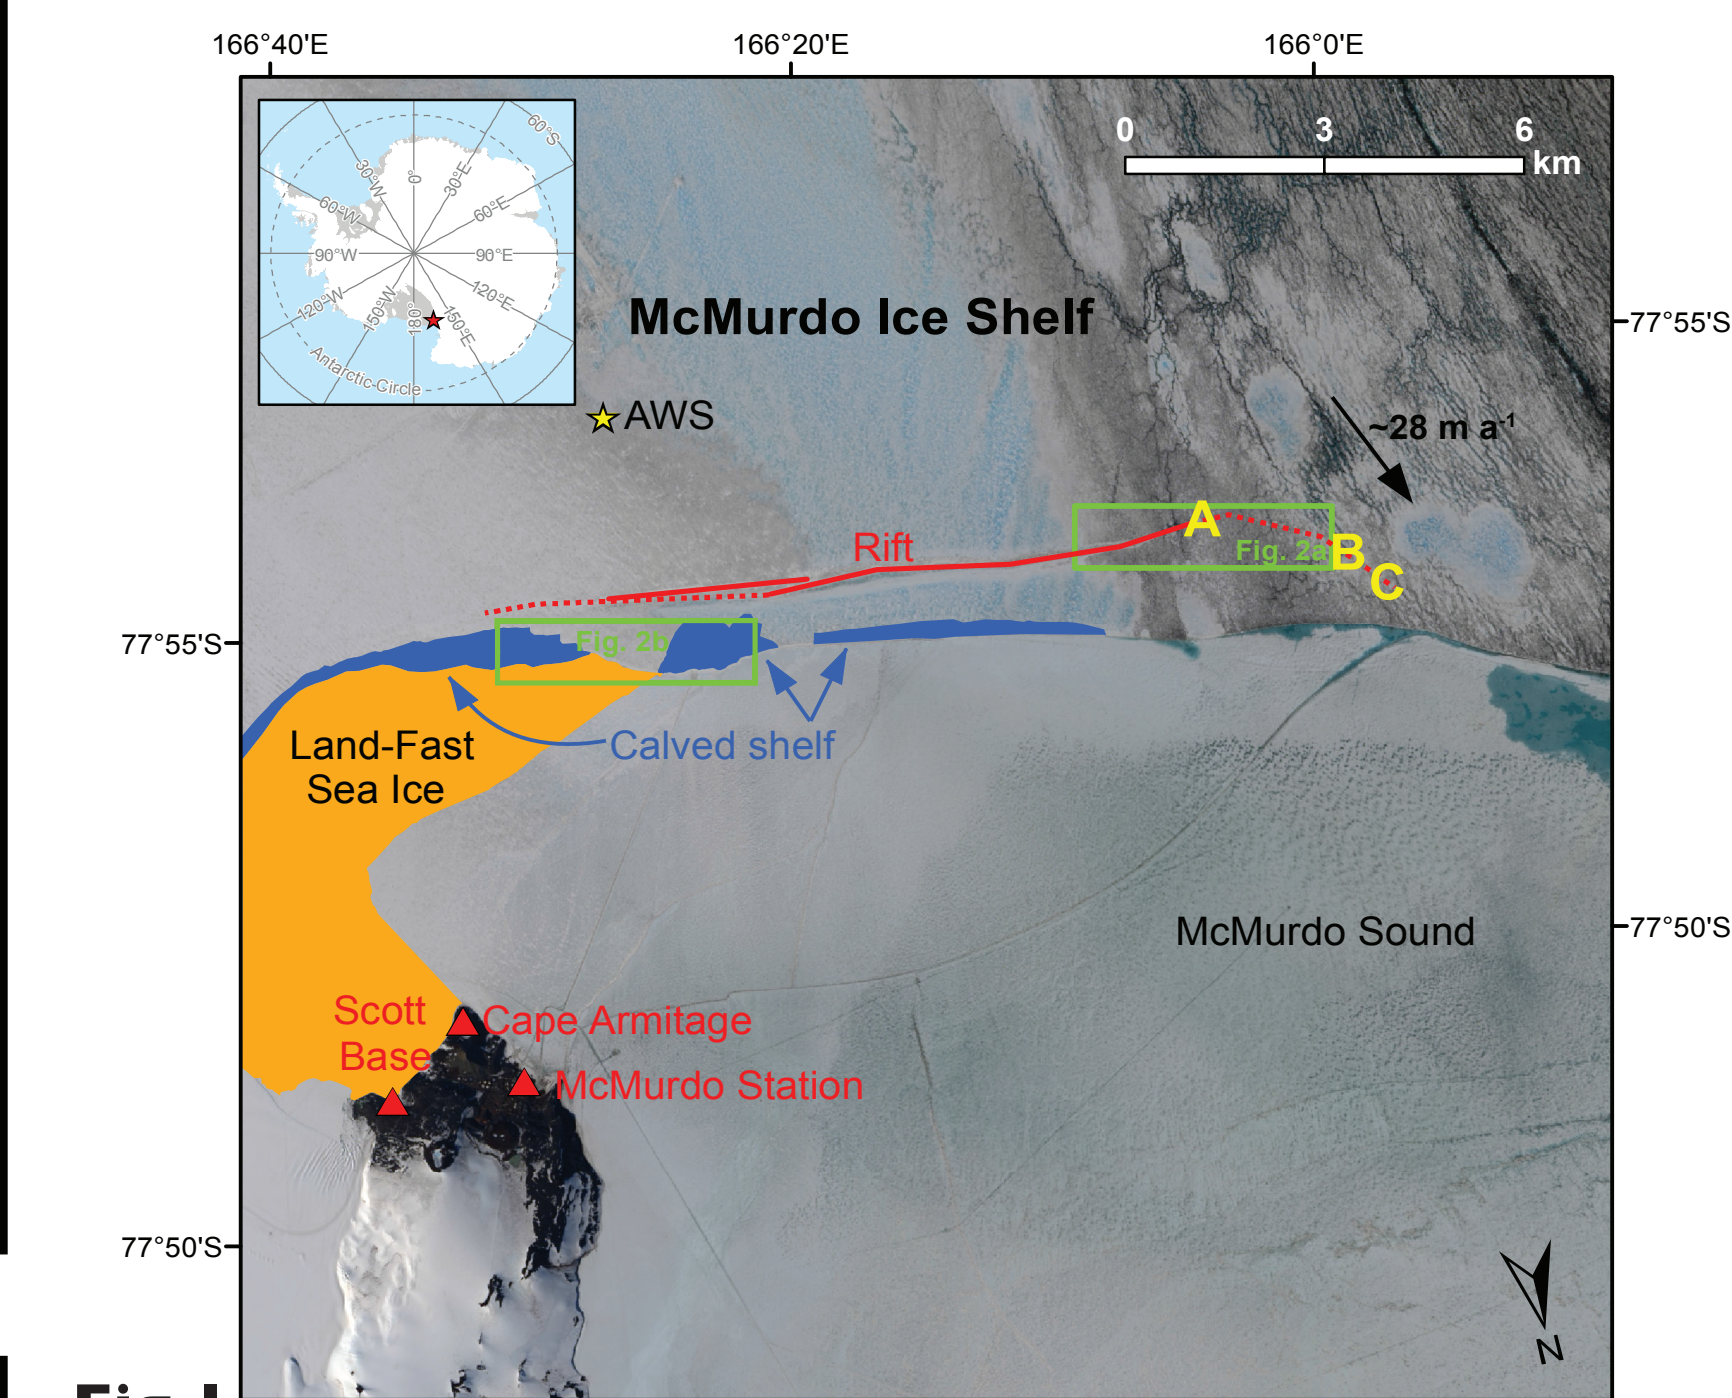 166°40'E
166°20'E
166°0'E
60°S
30°W
0°
30°E
60°W
60°E
90°W
90°E
120°W
150°W
180°
150°E
120°E
Antarctic Circle
0
3
6
km
McMurdo Ice Shelf
77°55'S
AWS
~28 m a-1
A
Rift
Fig. 2a
B
C
77°55'S
Fig. 2b
Land-Fast
Sea Ice
Calved shelf
McMurdo Sound
77°50'S
Scott
Base
Cape Armitage
McMurdo Station
77°50'S
N